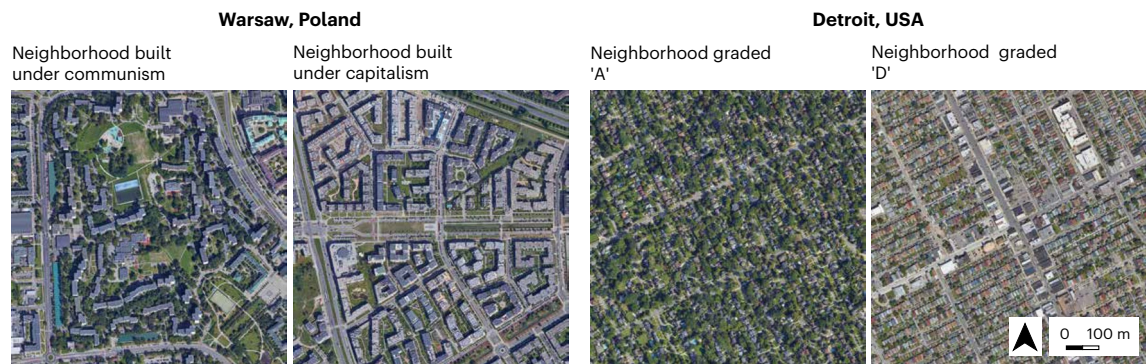 Warsaw, Poland
Detroit, USA
Neighborhood built
under communism
Neighborhood built
under capitalism
Neighborhood graded
'A'
Neighborhood graded
'D'
0 100 m